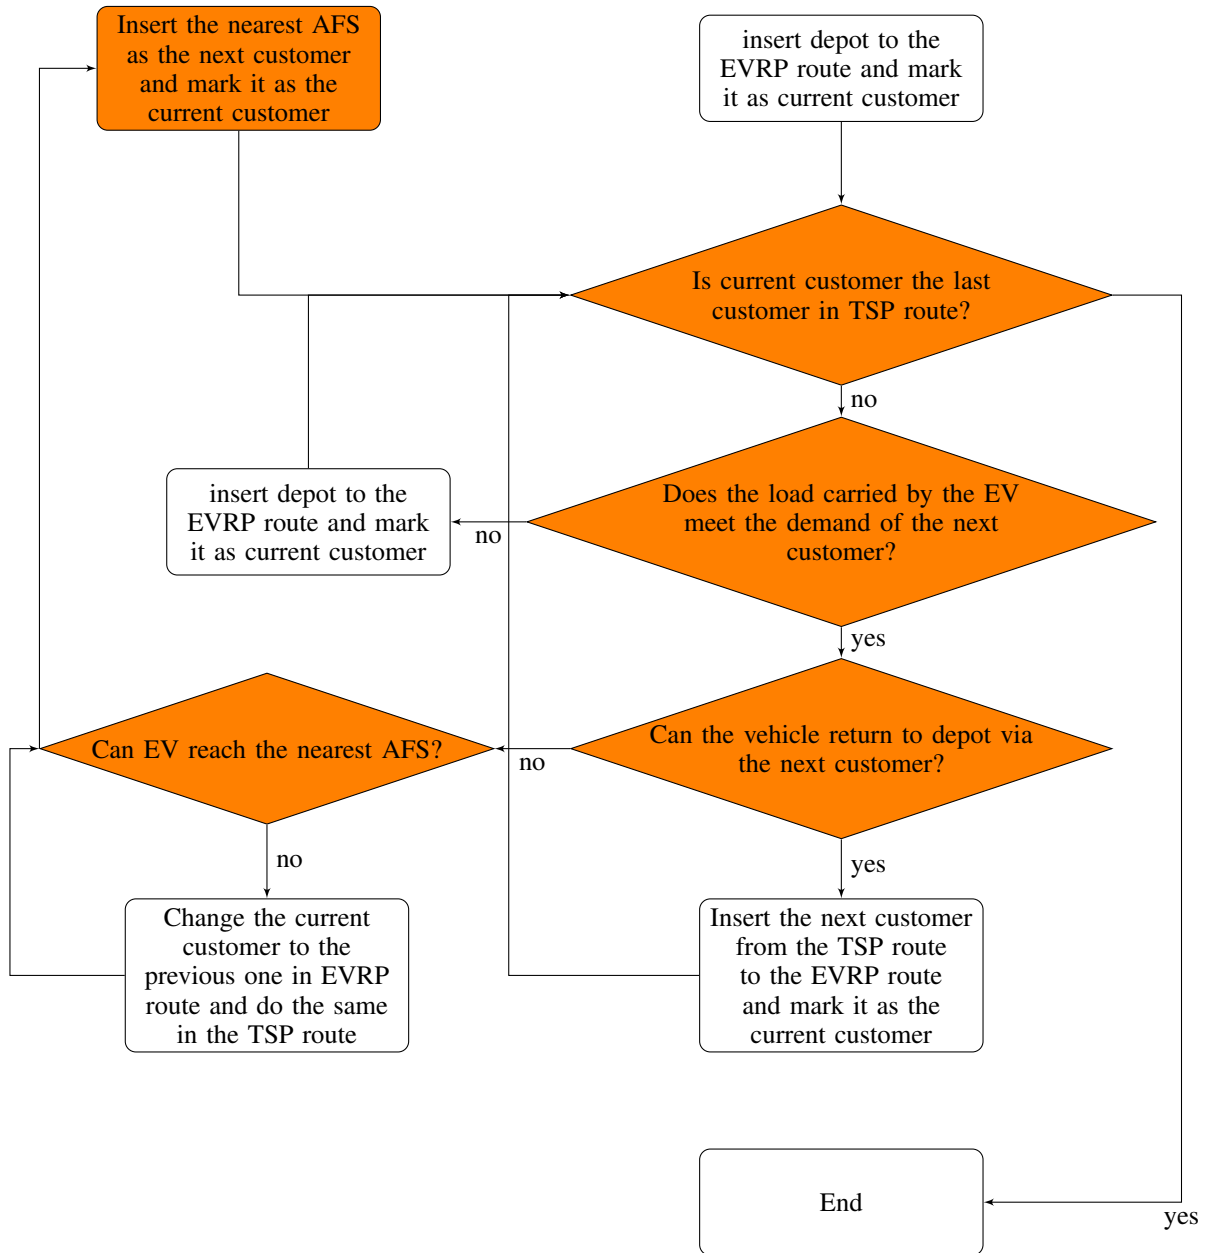 Insert the nearest AFS
as the next customer
and mark it as the
current customer
insert depot to the
EVRP route and mark
it as current customer
Is current customer the last
customer in TSP route?
no
Does the load carried by the EV
meet the demand of the next
customer?
no
insert depot to the
EVRP route and mark
it as current customer
yes
Can the vehicle return to depot via
the next customer?
no
Can EV reach the nearest AFS?
no
yes
Change the current
customer to the
previous one in EVRP
route and do the same
in the TSP route
Insert the next customer
from the TSP route
to the EVRP route
and mark it as the
current customer
End
yes